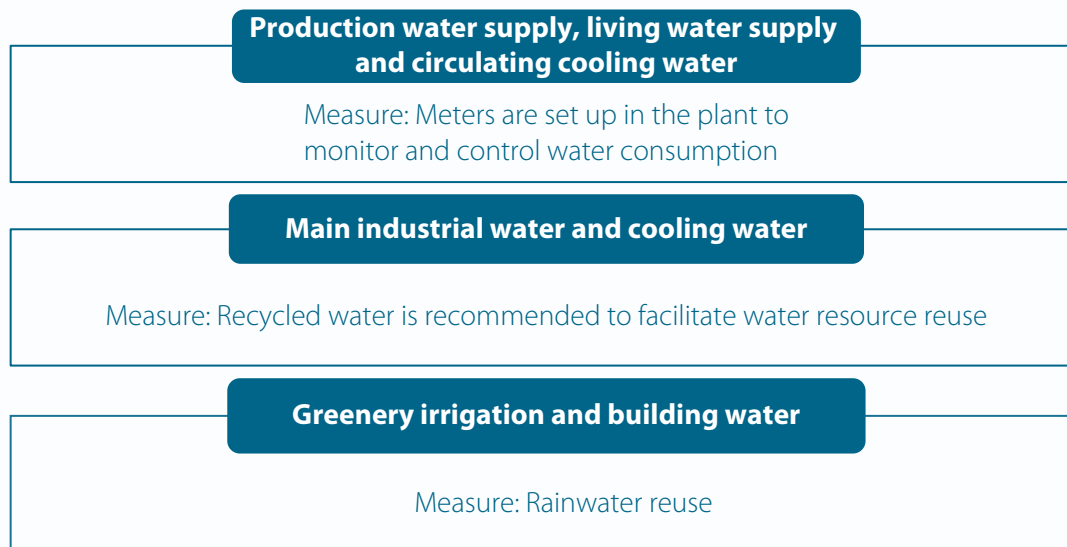 Production water supply, living water supply
and circulating cooling water
Measure: Meters are set up in the plant to
monitor and control water consumption
Main industrial water and cooling water
Measure: Recycled water is recommended to facilitate water resource reuse
Greenery irrigation and building water
Measure: Rainwater reuse